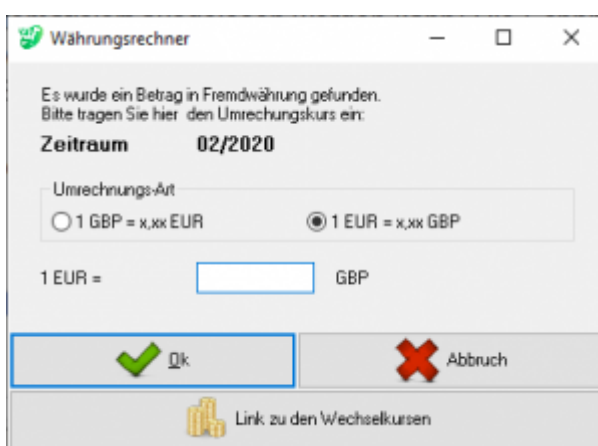 Währungsrechner
Es wurde ein Betrag in Fremdwährung gefunden.
Bitte tragen Sie hier den Umrechungskurs ein:
Zeitraum 02/2020
Umrechnungs-Art
1 GBP = x,xx EUR 1 EUR = x,xx GBP
1 EUR = GBP
Ok Abbruch
Link zu den Wechselkursen